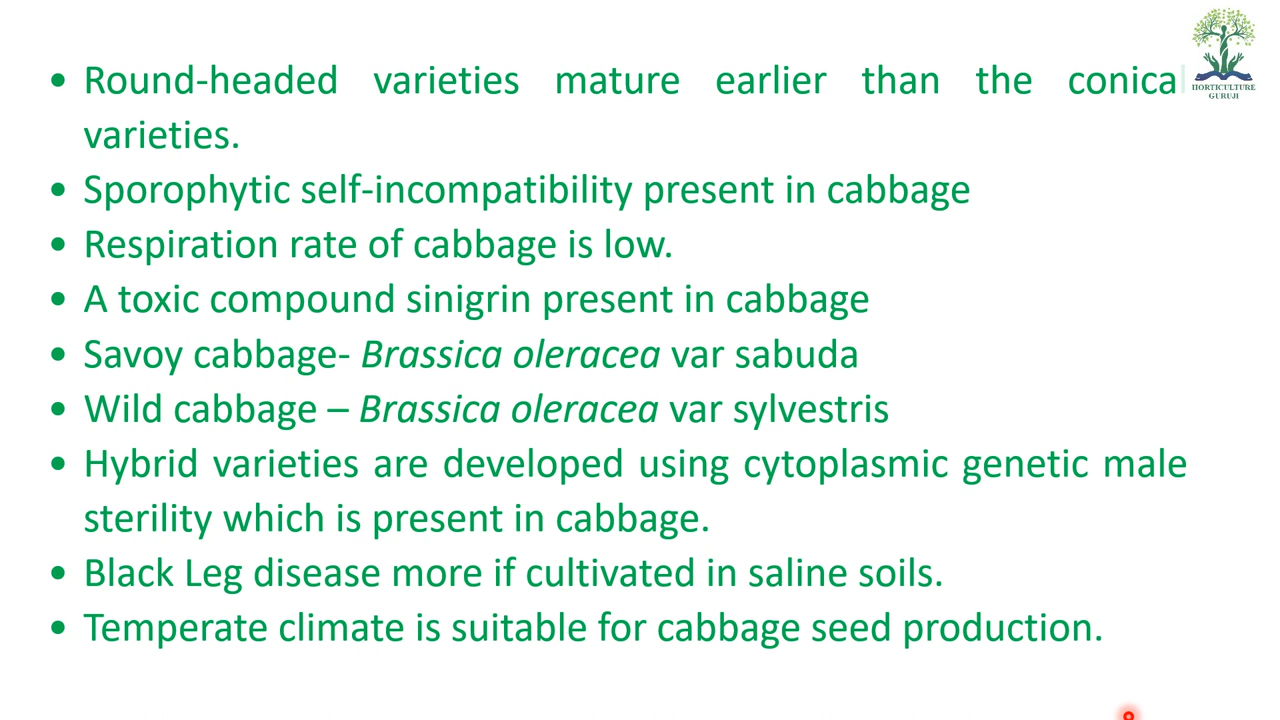 • Round-headed varieties mature earlier than the conical
varieties.
• Sporophytic self-incompatibility present in cabbage
• Respiration rate of cabbage is low.
• A toxic compound sinigrin present in cabbage
• Savoy cabbage- Brassica oleracea var sabuda
• Wild cabbage – Brassica oleracea var sylvestris
• Hybrid varieties are developed using cytoplasmic genetic male
sterility which is present in cabbage.
• Black Leg disease more if cultivated in saline soils.
• Temperate climate is suitable for cabbage seed production.
HORTICULTURE
GURUJI